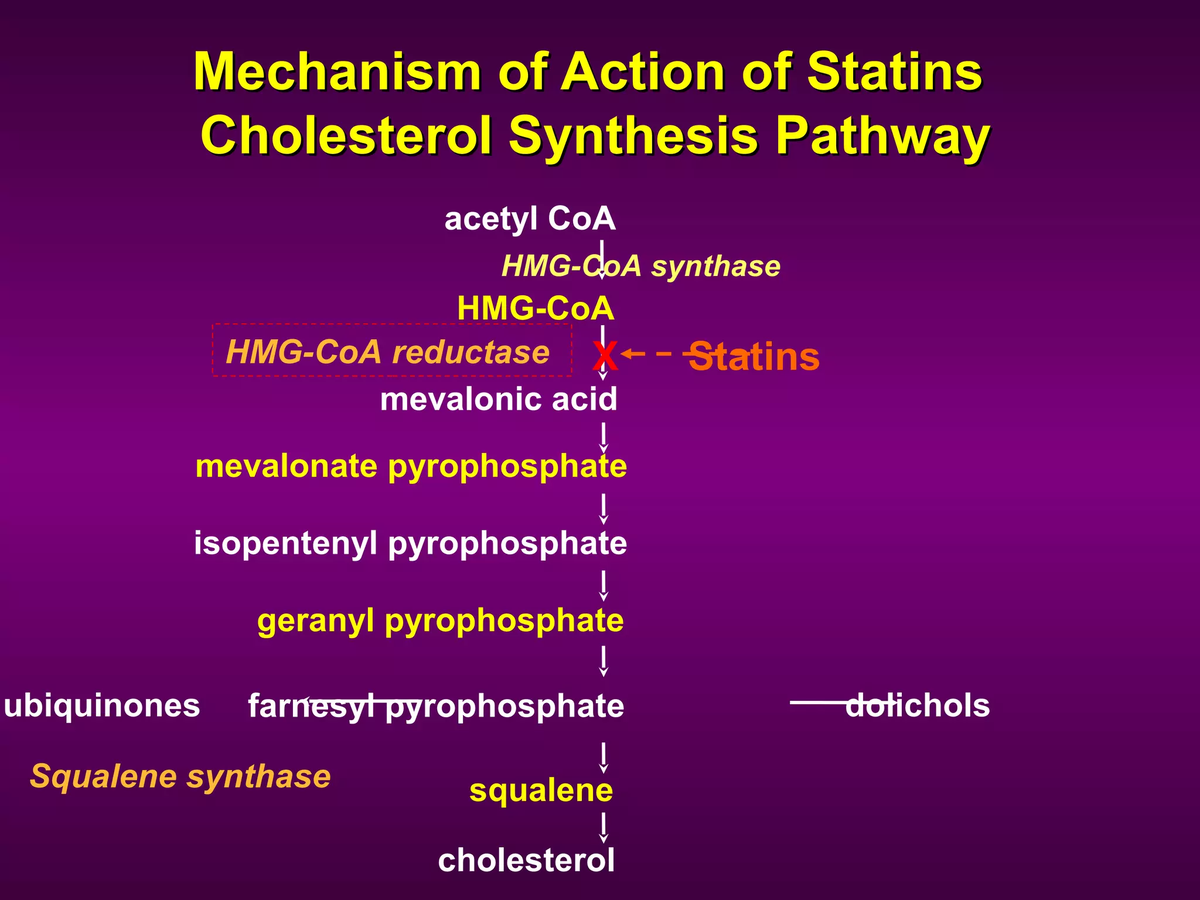 Mechanism of Action of Statins
Cholesterol Synthesis Pathway
acetyl CoA
HMG-CoA synthase
HMG-CoA
HMG-CoA reductase X Statins
mevalonic acid
mevalonate pyrophosphate
isopentenyl pyrophosphate
geranyl pyrophosphate
ubiquinones farnesyl pyrophosphate dolichols
Squalene synthase
squalene
cholesterol